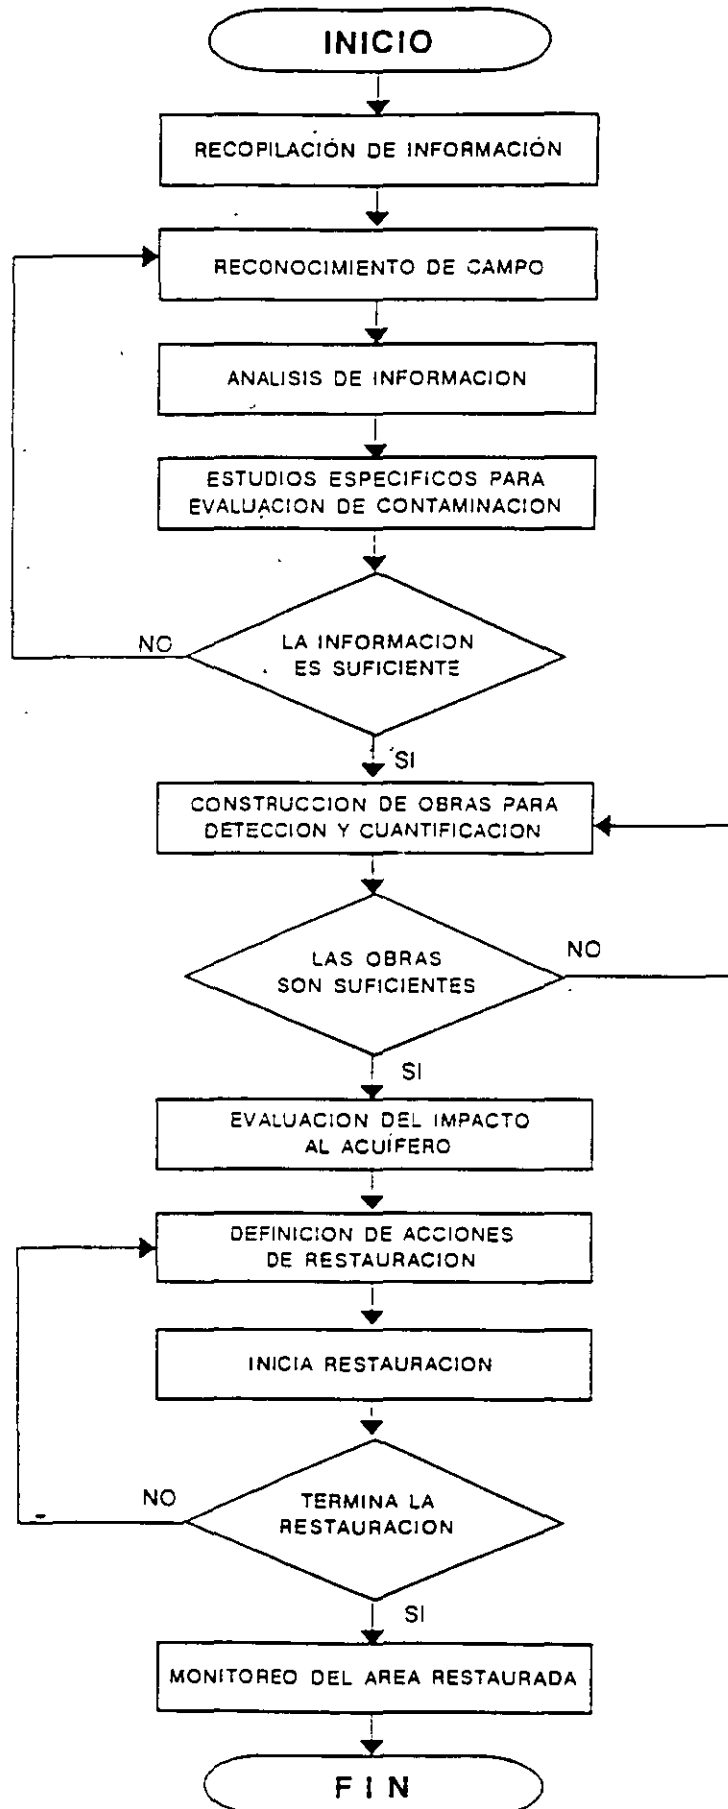 INICIO
RECOPILACIÓN DE INFORMACIÓN
RECONOCIMIENTO DE CAMPO
ANALISIS DE INFORMACION
ESTUDIOS ESPECIFICOS PARA
EVALUACION DE CONTAMINACION
NO
LA INFORMACION
ES SUFICIENTE
SI
CONSTRUCCION DE OBRAS PARA
DETECCION Y CUANTIFICACION
LAS OBRAS
SON SUFICIENTES
NO
SI
EVALUACION DEL IMPACTO
AL ACUÍFERO
DEFINICION DE ACCIONES
DE RESTAURACION
INICIA RESTAURACION
NO
TERMINA LA
RESTAURACION
SI
MONITOREO DEL AREA RESTAURADA
FIN